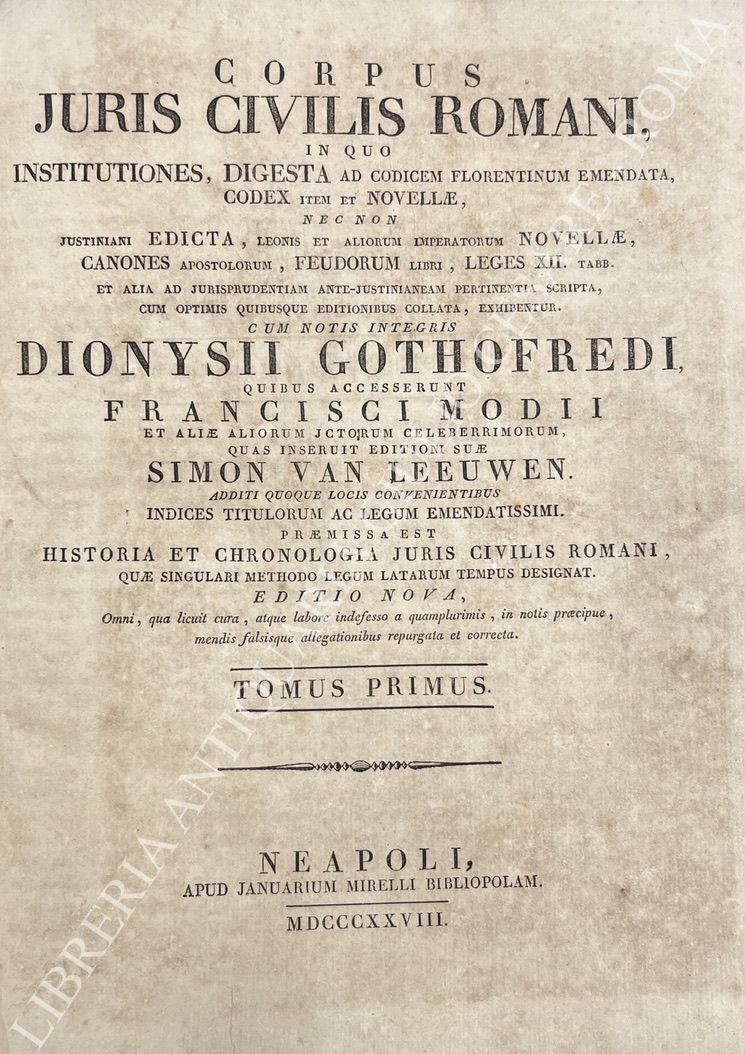 CORPUS
JURIS CIVILIS ROMANI,
IN QUO
INSTITUTIONES, DIGESTA AD CODICEM FLORENTINUM EMENDATA,
CODEX ITEM ET NOVELLÆ,
NEC NON
JUSTINIANI EDICTA, LEONIS ET ALIORUM IMPERATORUM NOVELLÆ,
CANONES APOSTOLORUM, FEUDORUM LIBRI, LEGES XII. TABB.
ET ALIA AD JURISPRUDENTIAM ANTE-JUSTINIANEAM PERTINENTIA SCRIPTA,
CUM OPTIMIS QUIBUSQUE EDITIONIBUS COLLATA, EXHIBENTUR.
CUM NOTIS INTEGRIS
DIONYSII GOTHOFREDI,
QUIBUS ACCESSERUNT
FRANCISCI MODII
ET ALIÆ ALIORUM JCTORUM CELEBERRIMORUM,
QUAS INSERUIT EDITIONI SUÆ
SIMON VAN LEEUWEN.
ADDITI QUOQUE LOCIS CONVENIENTIBUS
INDICES TITULORUM AC LEGUM EMENDATISSIMI.
PRÆMISSA EST
HISTORIA ET CHRONOLOGIA JURIS CIVILIS ROMANI,
QUÆ SINGULARI METHODO LEGUM LATARUM TEMPUS DESIGNAT.
EDITIO NOVA,
Omni, qua licuit cura, atque labore indefesso a quamplurimis, in notis præcipue,
mendis falsisque allegationibus repurgata et correcta.
TOMUS PRIMUS.
NEAPOLI,
APUD JANUARIUM MIRELLI BIBLIOPOLAM.
MDCCCXXVIII.
LIBRERIA ANTIQUARIA ROMA